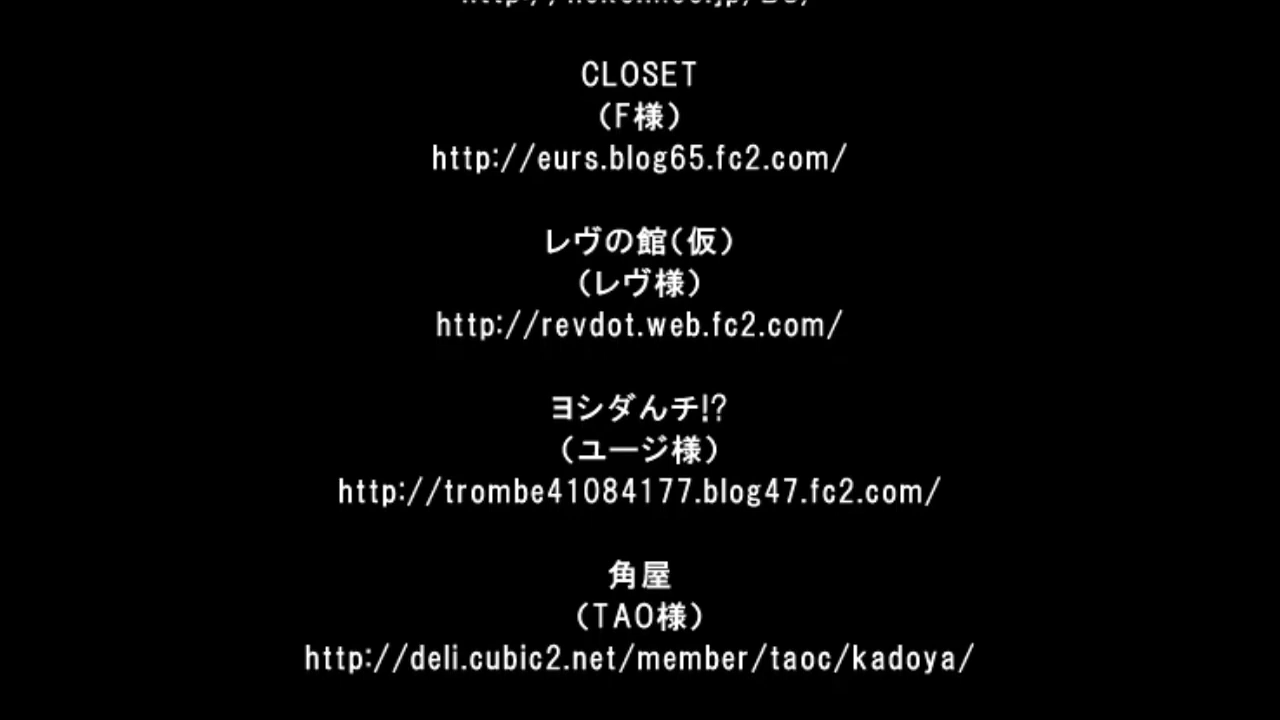 CLOSET
（F様）
http://eurs.blog65.fc2.com/
レヴの館（仮）
（レヴ様）
http://revdot.web.fc2.com/
ヨシダんチ!?
（ユージ様）
http://trombe41084177.blog47.fc2.com/
角屋
（TAO様）
http://deli.cubic2.net/member/taoc/kadoya/